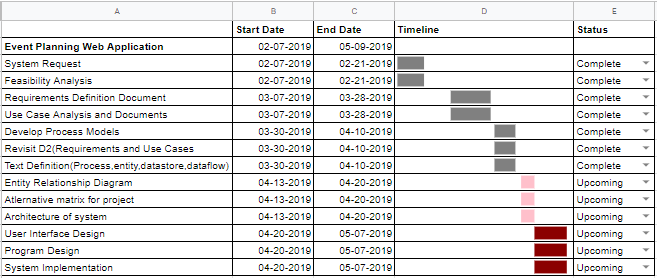 A B C D E
Start Date End Date Timeline Status
Event Planning Web Application 02-07-2019 05-09-2019
System Request 02-07-2019 02-21-2019 Complete
Feasibility Analysis 02-07-2019 02-21-2019 Complete
Requirements Definition Document 03-07-2019 03-28-2019 Complete
Use Case Analysis and Documents 03-07-2019 03-28-2019 Complete
Develop Process Models 03-30-2019 04-10-2019 Complete
Revisit D2(Requirements and Use Cases 03-30-2019 04-10-2019 Complete
Text Definition(Process,entity,datastore,dataflow) 03-30-2019 04-10-2019 Complete
Entity Relationship Diagram 04-13-2019 04-20-2019 Upcoming
Atlernative matrix for project 04-13-2019 04-20-2019 Upcoming
Architecture of system 04-13-2019 04-20-2019 Upcoming
User Interface Design 04-20-2019 05-07-2019 Upcoming
Program Design 04-20-2019 05-07-2019 Upcoming
System Implementation 04-20-2019 05-07-2019 Upcoming